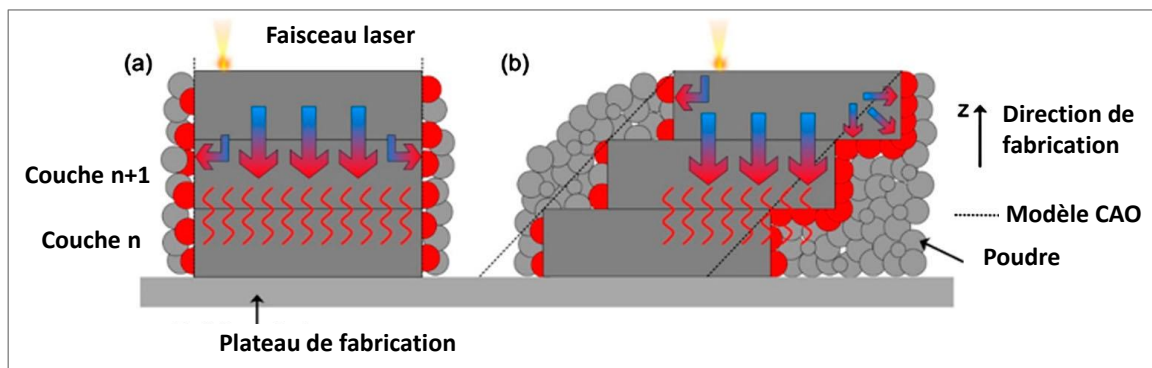 Faisceau laser
(a)
(b)
z
Direction de
fabrication
Couche n+1
Couche n
Modèle CAO
Poudre
Plateau de fabrication